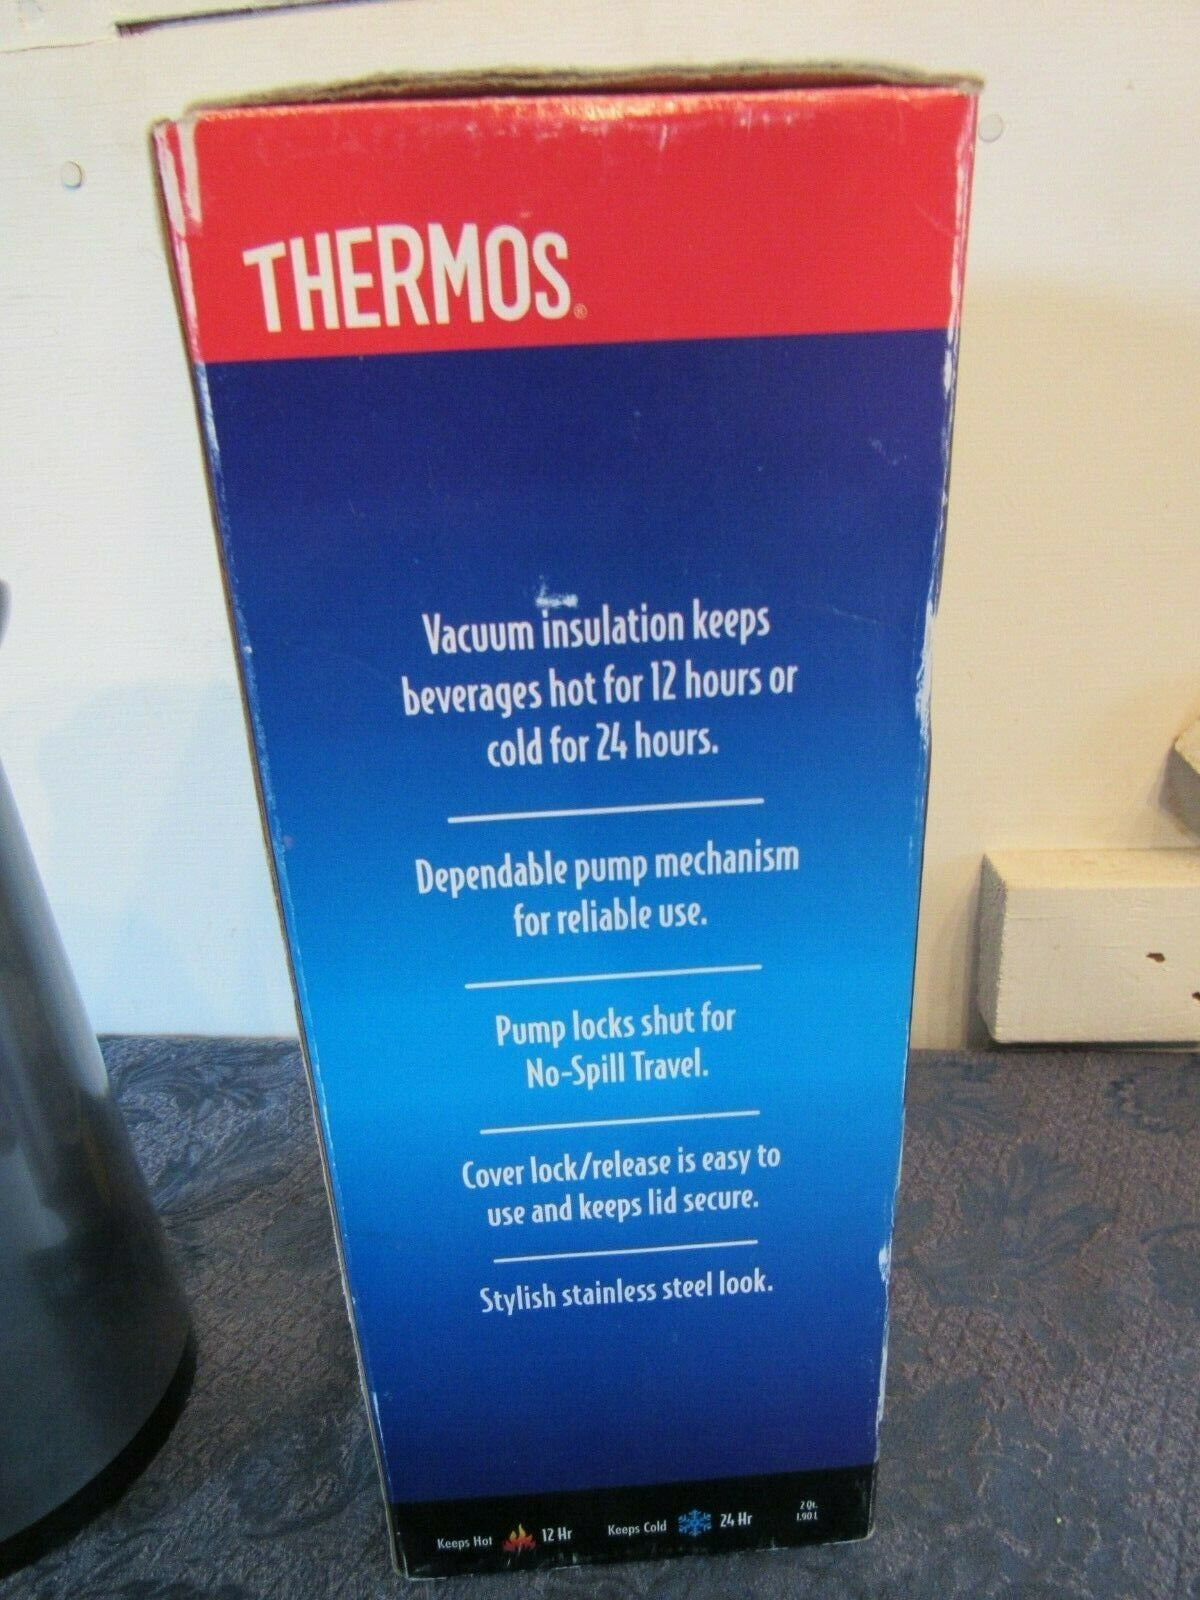 THERMOS®
Vacuum insulation keeps
beverages hot for 12 hours or
cold for 24 hours.
Dependable pump mechanism
for reliable use.
Pump locks shut for
No-Spill Travel.
Cover lock/release is easy to
use and keeps lid secure.
Stylish stainless steel look.
Keeps Hot 12 Hr Keeps Cold 24 Hr 2 Qt.
1.90 L